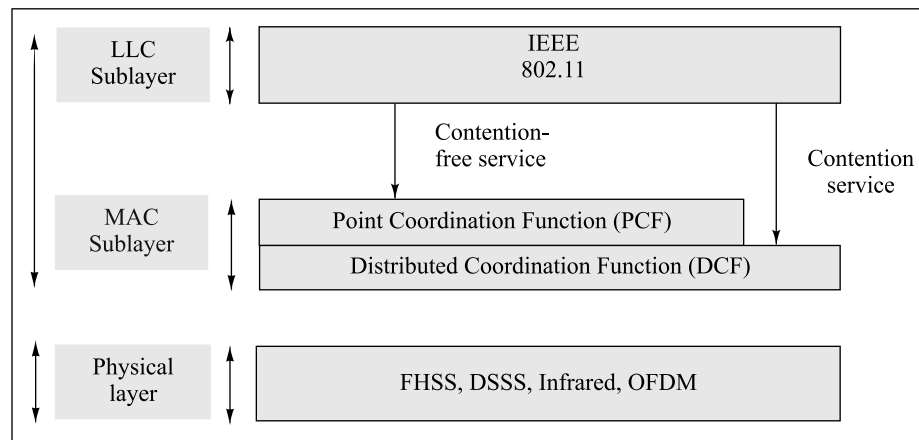 LLC
Sublayer
IEEE
802.11
Contention-
free service
Contention
service
MAC
Sublayer
Point Coordination Function (PCF)
Distributed Coordination Function (DCF)
Physical
layer
FHSS, DSSS, Infrared, OFDM